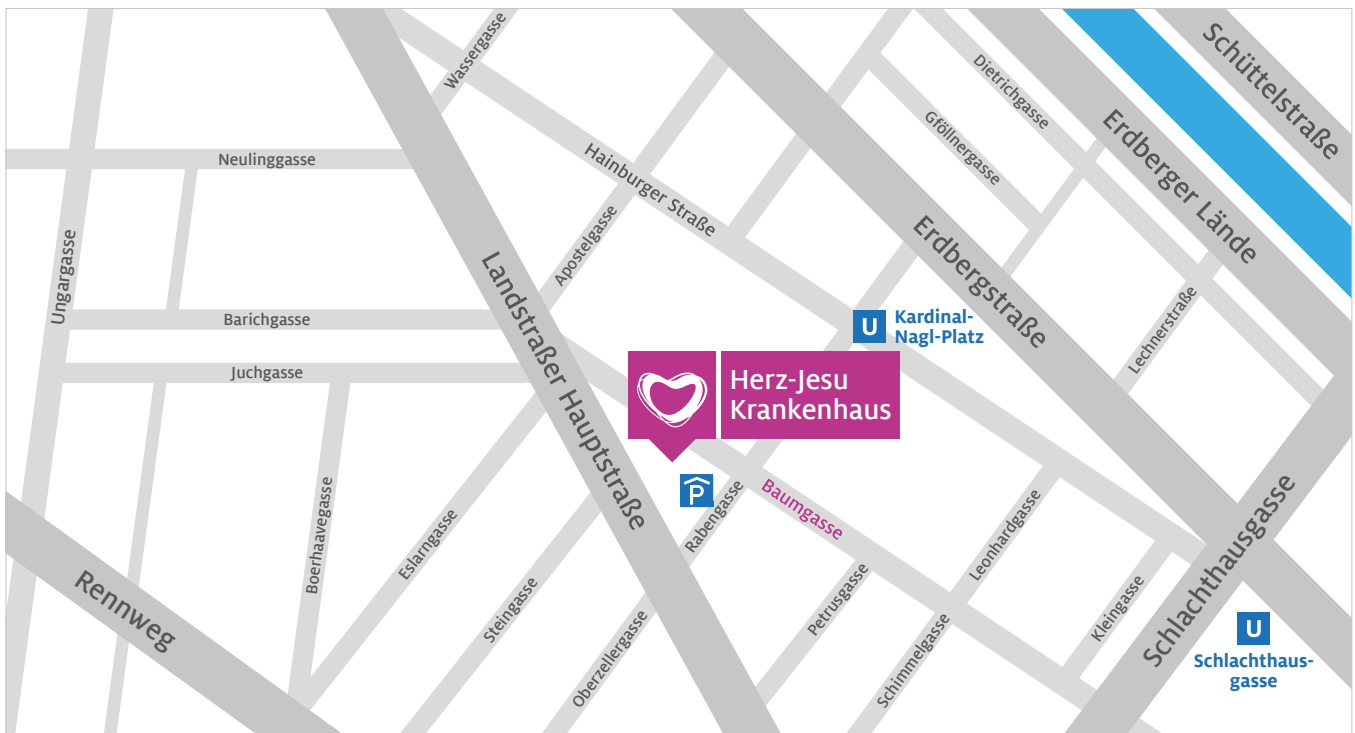 Schüttelstraße
Wassergasse
Dietrichgasse
Gföllnergasse
Erdberger Lände
Neulinggasse
Hainburger Straße
Apostelgasse
Ungargasse
Erdbergstraße
Landstraßer Hauptstraße
Barichgasse
U
Kardinal-
Nagl-Platz
Lechnerstraße
Juchgasse
Herz-Jesu
Krankenhaus
P
Baumgasse
Rabengasse
Boerhaavegasse
Eslarngasse
Steingasse
Oberzellergasse
Petrusgasse
Leonhardgasse
Schimmelgasse
Kleingasse
Schlachthausgasse
Rennweg
U
Schlachthaus-
gasse